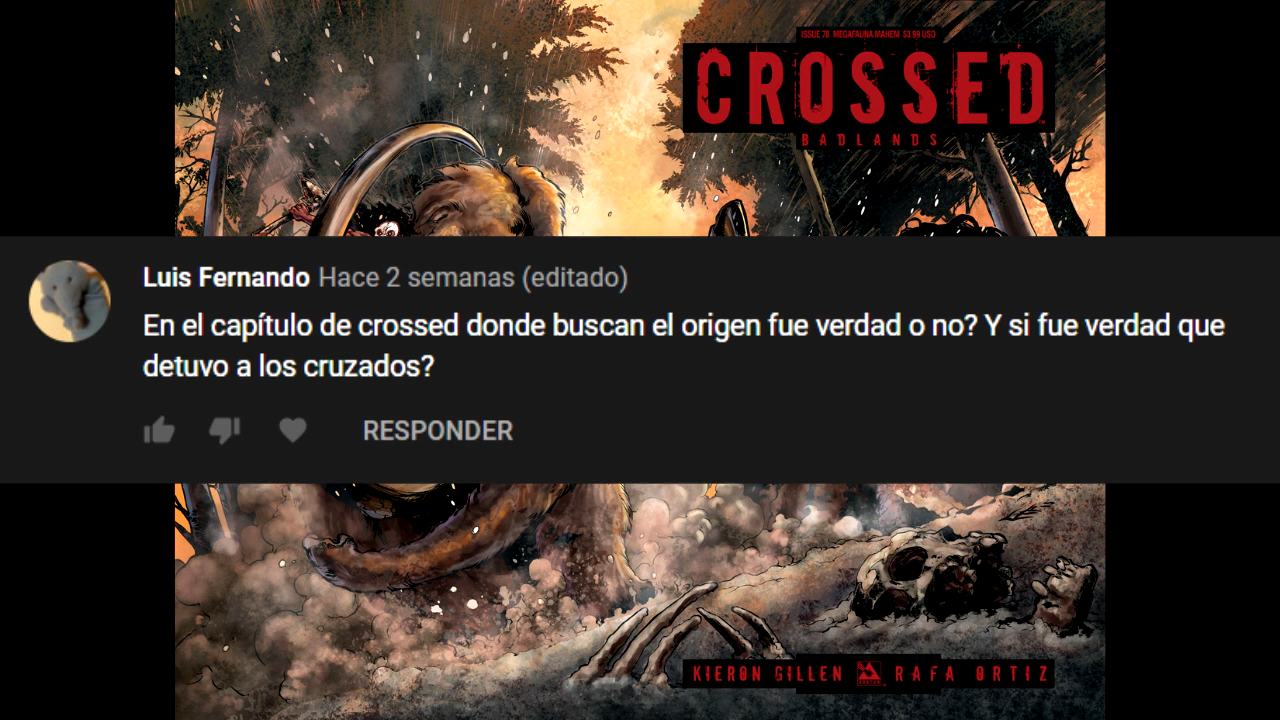 ISSUE 78 MEGAFAUNA MAHEM $3.99 USD
CROSSED
BADLANDS
Luis Fernando Hace 2 semanas (editado)
En el capítulo de crossed donde buscan el origen fue verdad o no? Y si fue verdad que
detuvo a los cruzados?
RESPONDER
KIERON GILLEN RAFA ORTIZ